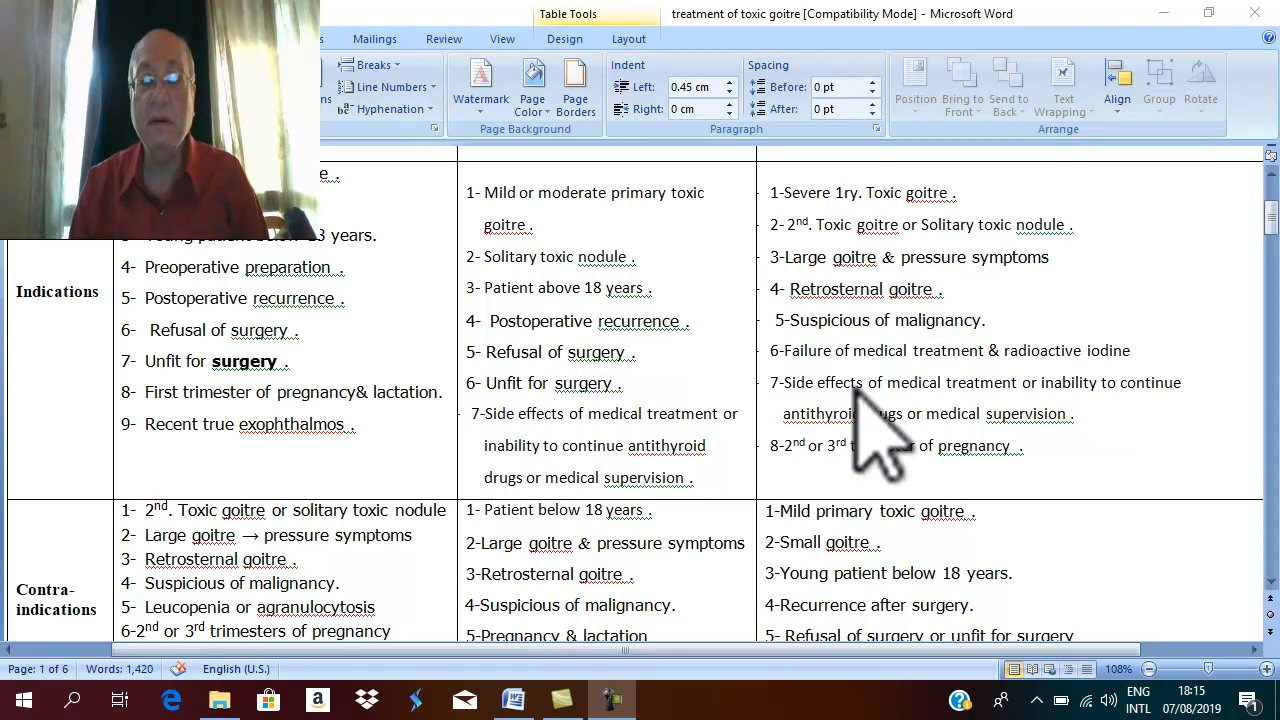 Table Tools
treatment of toxic goitre [Compatibility Mode] - Microsoft Word
Mailings
Review
View
Design
Layout
Breaks
Line Numbers
Hyphenation
Watermark
Page Color
Page Borders
Page Background
Indent
Left: 0.45 cm
Right: 0 cm
Spacing
Before: 0 pt
After: 0 pt
Paragraph
Position
Bring to Front
Send to Back
Text Wrapping
Align
Group
Rotate
Arrange
Indications
years.
4- Preoperative preparation .
5- Postoperative recurrence .
6- Refusal of surgery .
7- Unfit for surgery .
8- First trimester of pregnancy& lactation.
9- Recent true exophthalmos .
1- Mild or moderate primary toxic
goitre .
2- Solitary toxic nodule .
3- Patient above 18 years .
4- Postoperative recurrence .
5- Refusal of surgery .
6- Unfit for surgery .
7-Side effects of medical treatment or
inability to continue antithyroid
drugs or medical supervision .
1-Severe 1ry. Toxic goitre .
2- 2nd. Toxic goitre or Solitary toxic nodule .
3-Large goitre & pressure symptoms
4- Retrosternal goitre .
5-Suspicious of malignancy.
6-Failure of medical treatment & radioactive iodine
7-Side effects of medical treatment or inability to continue
antithyroid drugs or medical supervision .
8-2nd or 3rd of pregnancy .
Contra-
indications
1- 2nd. Toxic goitre or solitary toxic nodule
2- Large goitre → pressure symptoms
3- Retrosternal goitre .
4- Suspicious of malignancy.
5- Leucopenia or agranulocytosis
6-2nd or 3rd trimesters of pregnancy
1- Patient below 18 years .
2-Large goitre & pressure symptoms
3-Retrosternal goitre .
4-Suspicious of malignancy.
5-Pregnancy & lactation
1-Mild primary toxic goitre .
2-Small goitre .
3-Young patient below 18 years.
4-Recurrence after surgery.
5- Refusal of surgery or unfit for surgery
Page: 1 of 6
Words: 1,420
English (U.S.)
108%
ENG
INTL
18:15
07/08/2019
1